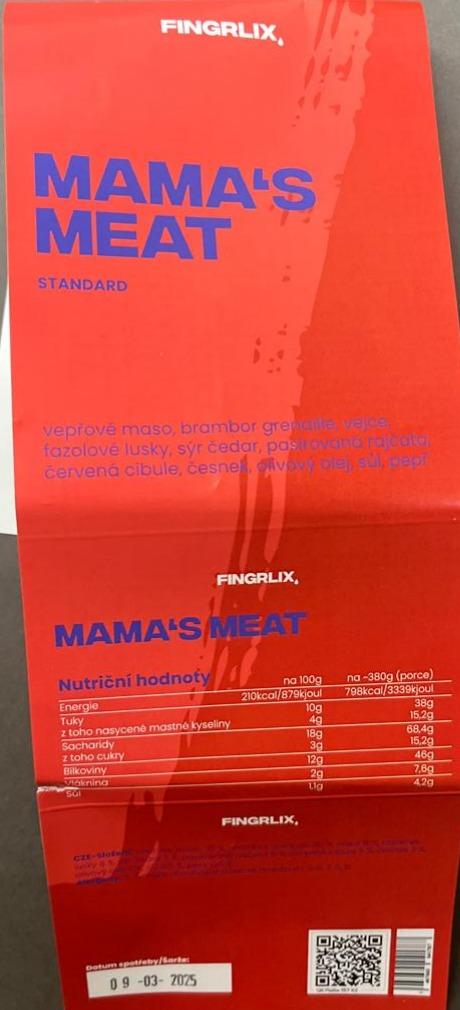 FINGRLIX
MAMA'S
MEAT
STANDARD
vepřové maso, brambor grenaille, vejce,
fazolové lusky, sýr čedar, pasírovaná rajčata,
červená cibule, česnek, olivový olej, sůl, pepř
FINGRLIX
MAMA'S MEAT
Nutriční hodnoty na 100g na ~380g (porce)
Energie 210kcal/879kjoul 798kcal/3339kjoul
Tuky 10g 38g
z toho nasycené mastné kyseliny 4g 15,2g
Sacharidy 18g 68,4g
z toho cukry 3g 15,2g
Bílkoviny 12g 46g
Vláknina 2g 7,6g
Sůl 1,1g 4,2g
FINGRLIX
CZE-Složení:
Alergeny:
Datum spotřeby/šarže:
09 -03- 2025